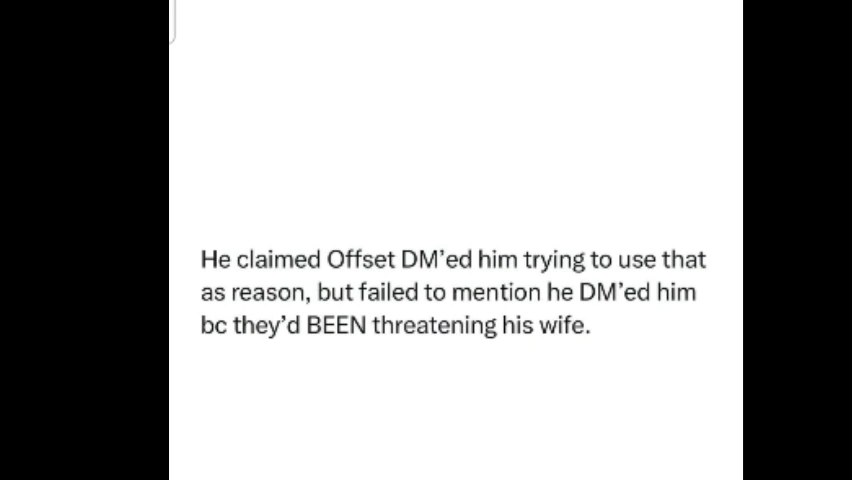 He claimed Offset DM’ed him trying to use that
as reason, but failed to mention he DM’ed him
bc they’d BEEN threatening his wife.